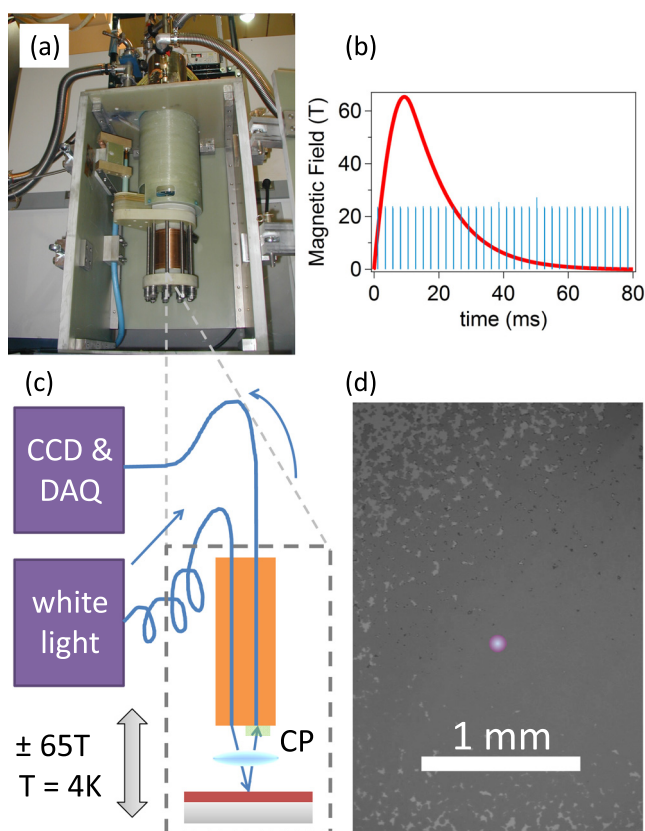 (a)
(b)
Magnetic Field (T)
60
40
20
0
0 20 40 60 80
time (ms)
(c)
(d)
CCD &
DAQ
white
light
CP
± 65T
T = 4K
1 mm